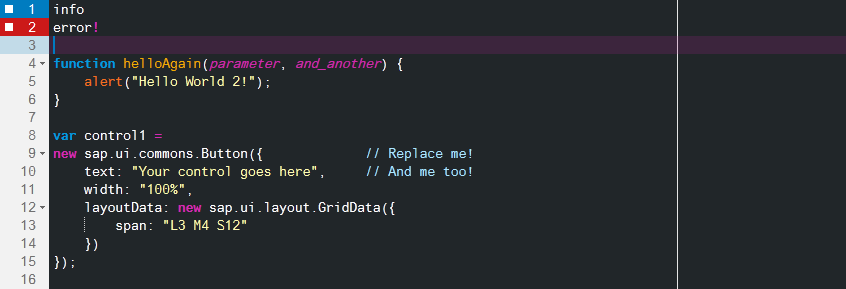 1 info
2 error!
3
4 function helloAgain(parameter, and_another) {
5     alert("Hello World 2!");
6 }
7
8 var control1 =
9 new sap.ui.commons.Button({             // Replace me!
10     text: "Your control goes here",     // And me too!
11     width: "100%",
12     layoutData: new sap.ui.layout.GridData({
13         span: "L3 M4 S12"
14     })
15 });
16